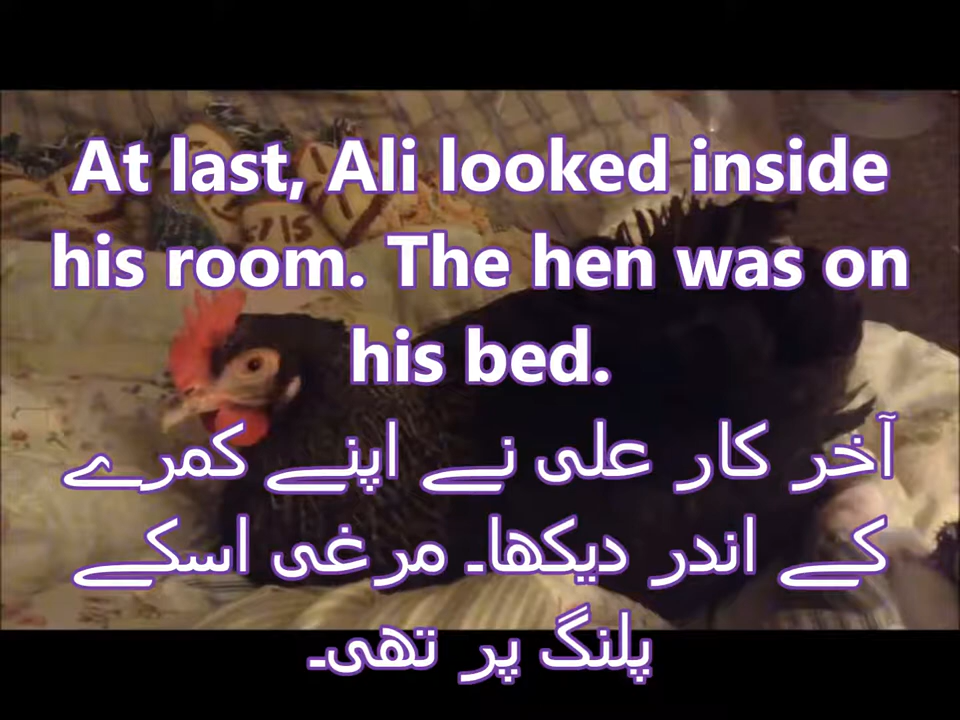 At last, Ali looked inside
his room. The hen was on
his bed.
آخر کار علی نے اپنے کمرے
کے اندر دیکھا۔ مرغی اسکے
پلنگ پر تھی۔